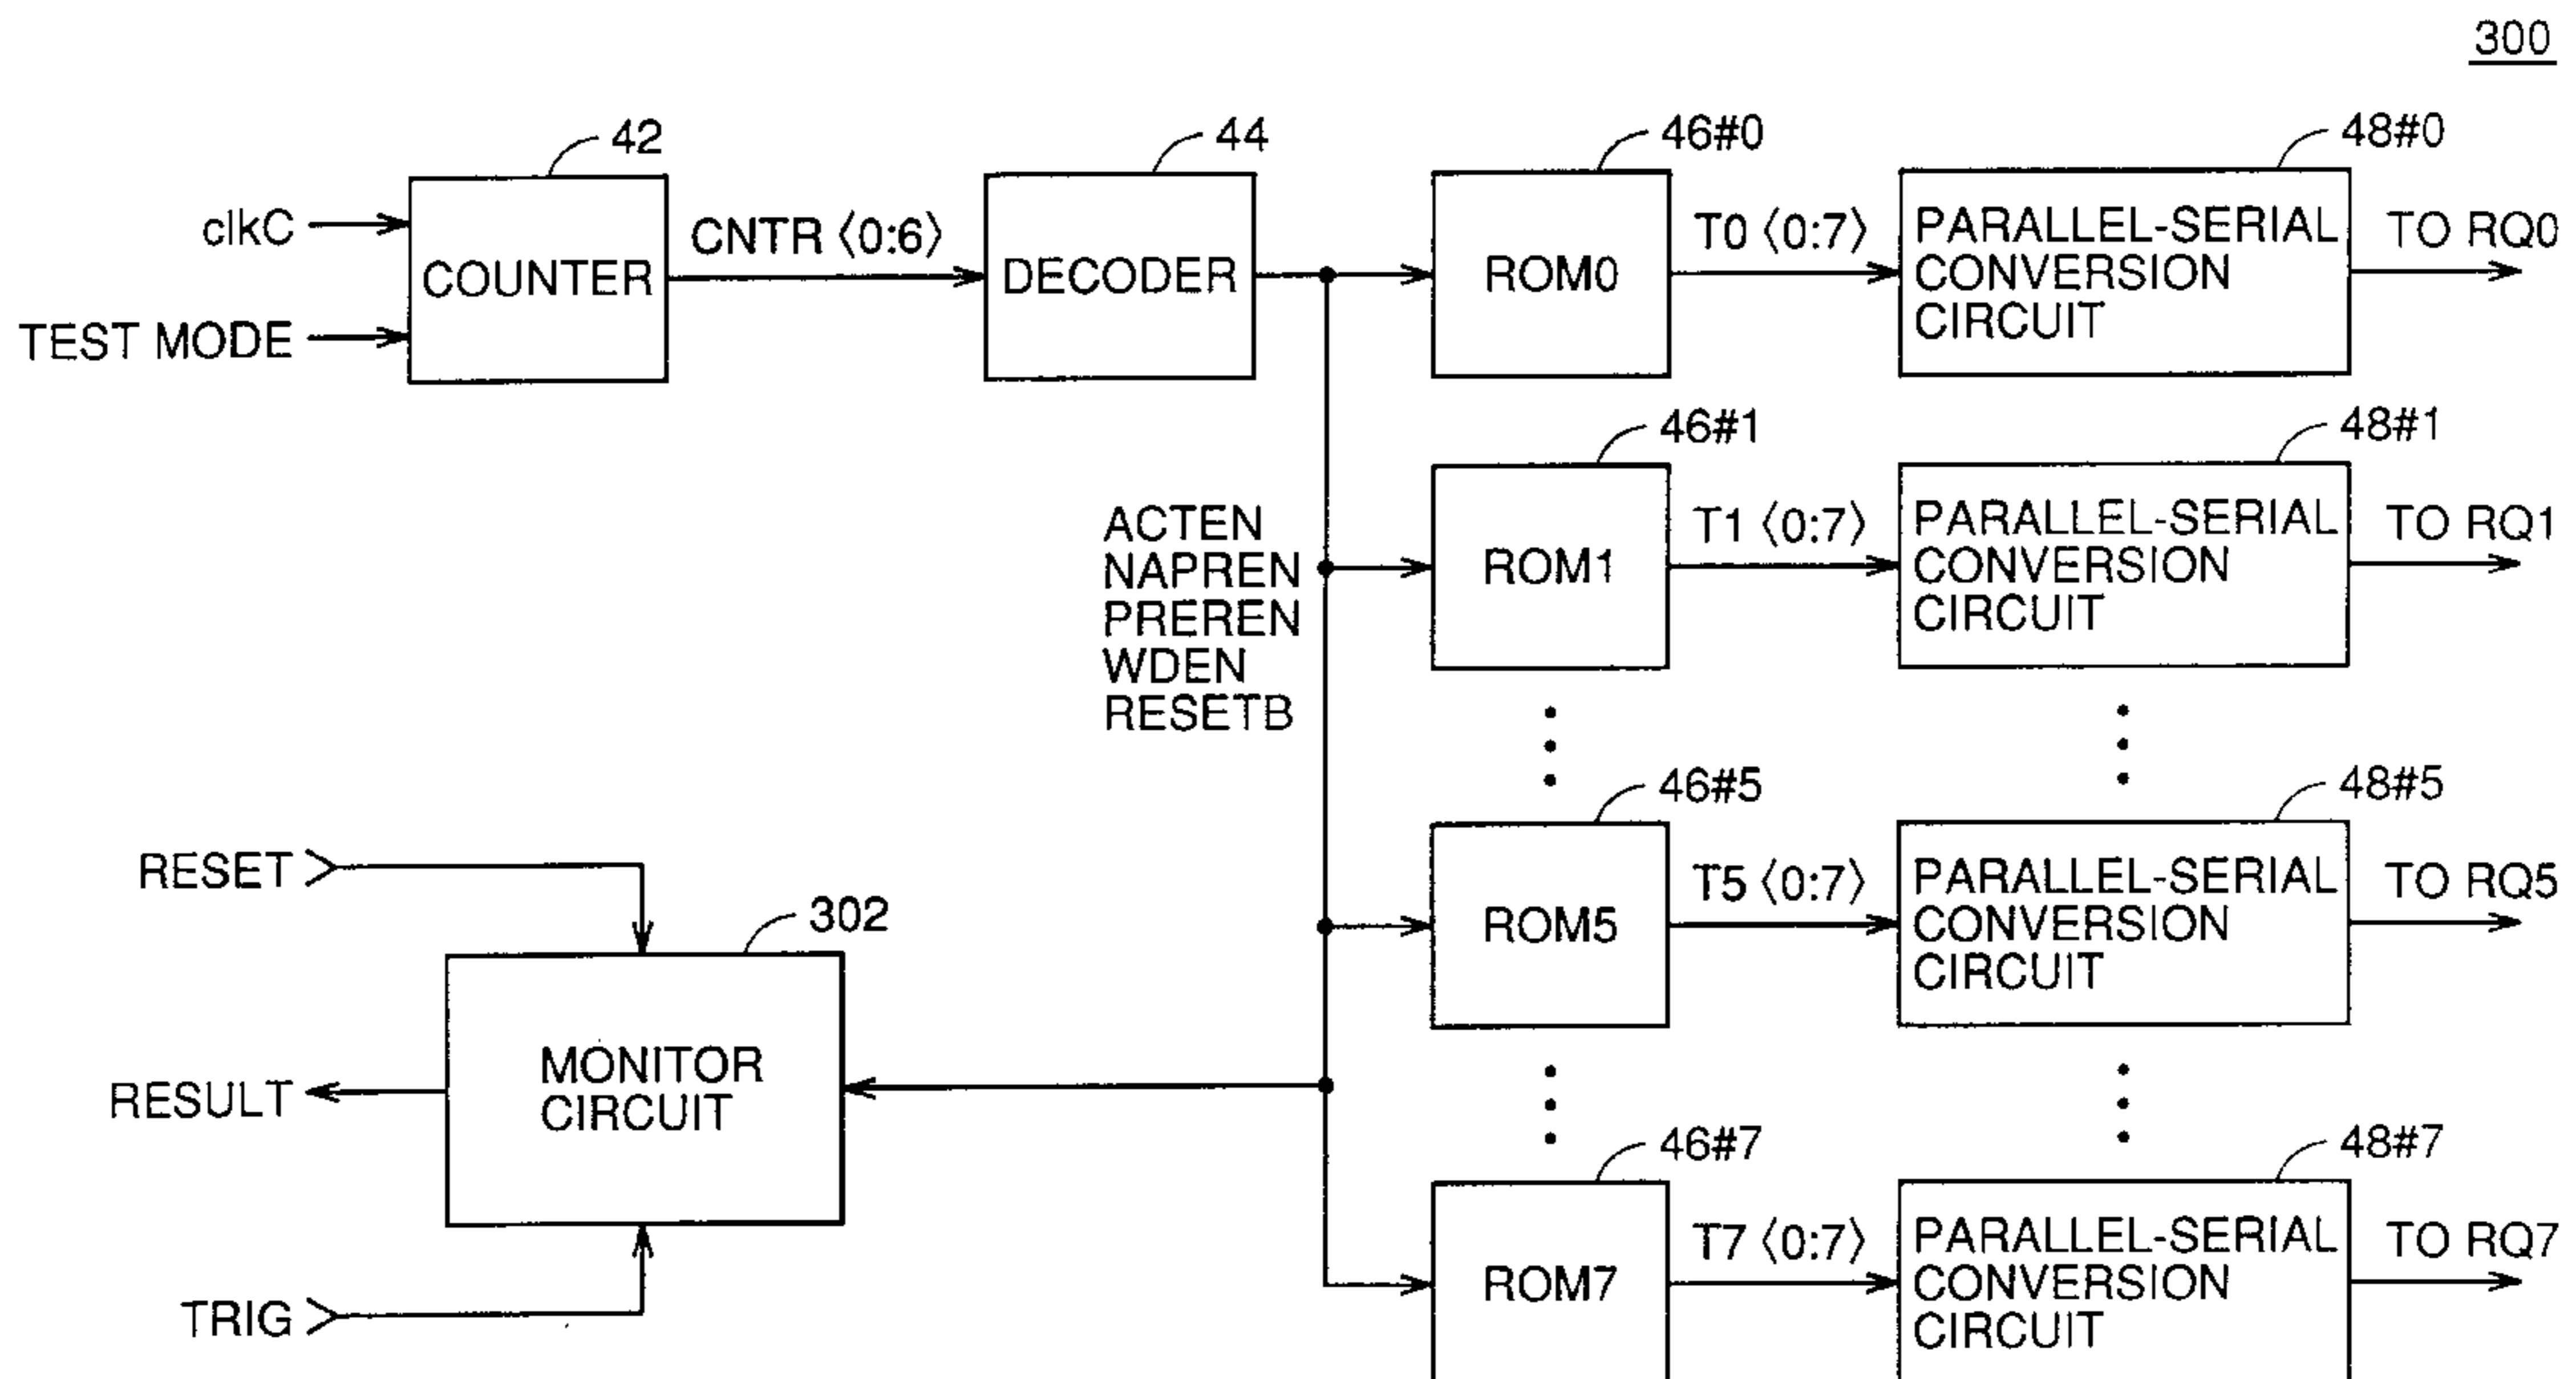 300
42
44
46#0
48#0
clkC
TEST MODE
COUNTER
CNTR ⟨0:6⟩
DECODER
ROM0
T0 ⟨0:7⟩
PARALLEL-SERIAL
CONVERSION
CIRCUIT
TO RQ0
46#1
48#1
ACTEN
NAPREN
PREREN
WDEN
RESETB
ROM1
T1 ⟨0:7⟩
PARALLEL-SERIAL
CONVERSION
CIRCUIT
TO RQ1
46#5
48#5
ROM5
T5 ⟨0:7⟩
PARALLEL-SERIAL
CONVERSION
CIRCUIT
TO RQ5
RESET
302
MONITOR
CIRCUIT
RESULT
TRIG
46#7
48#7
ROM7
T7 ⟨0:7⟩
PARALLEL-SERIAL
CONVERSION
CIRCUIT
TO RQ7